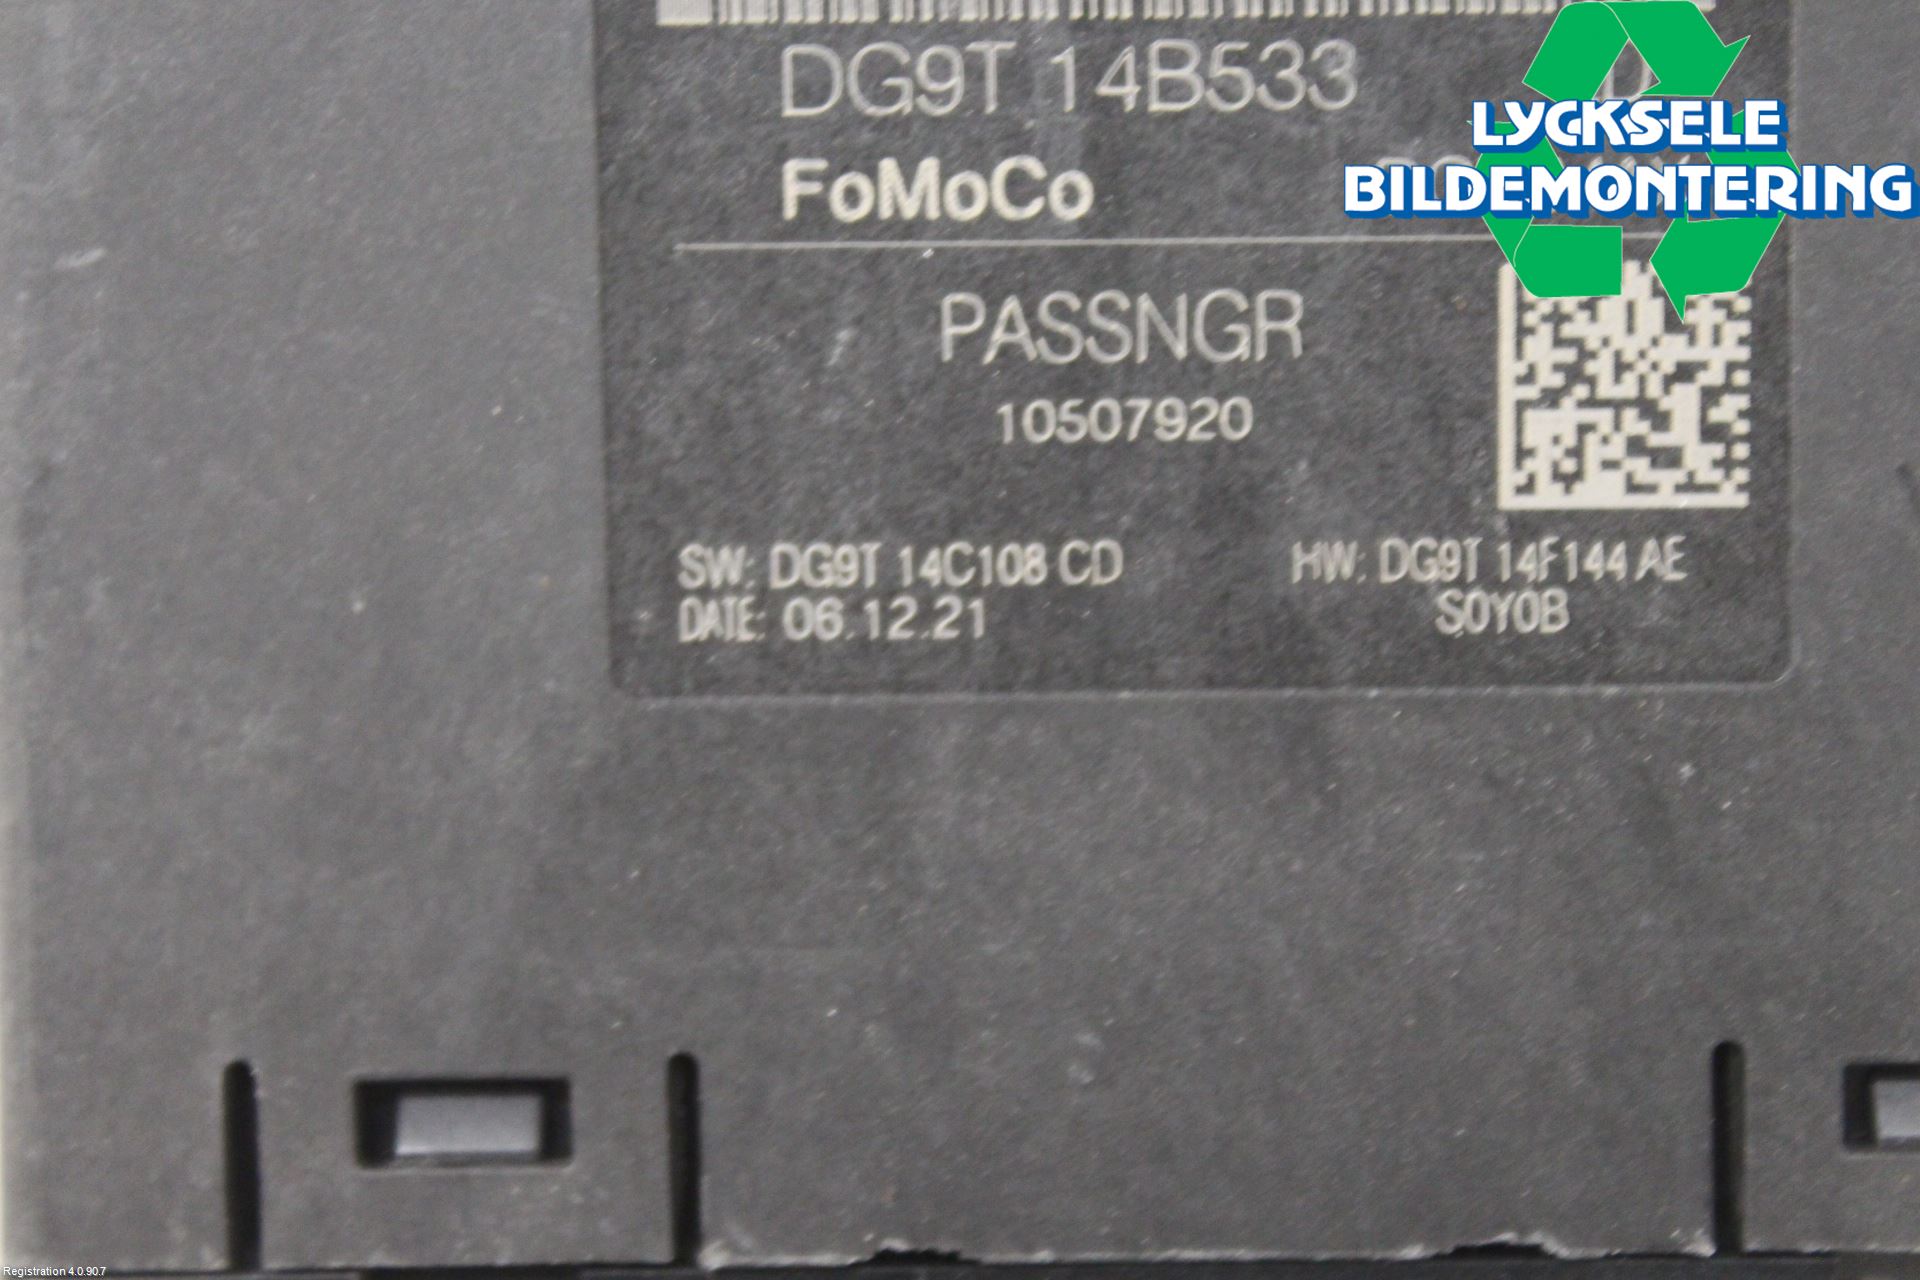 DG9T 14B533
LYCKSELE
BILDEMONTERING
FoMoCo
PASSNGR
10507920
SW: DG9T 14C108 CD
HW: DG9T 14F144 AE
DATE: 06.12.21
S0Y0B
Registration 4.0.90.7